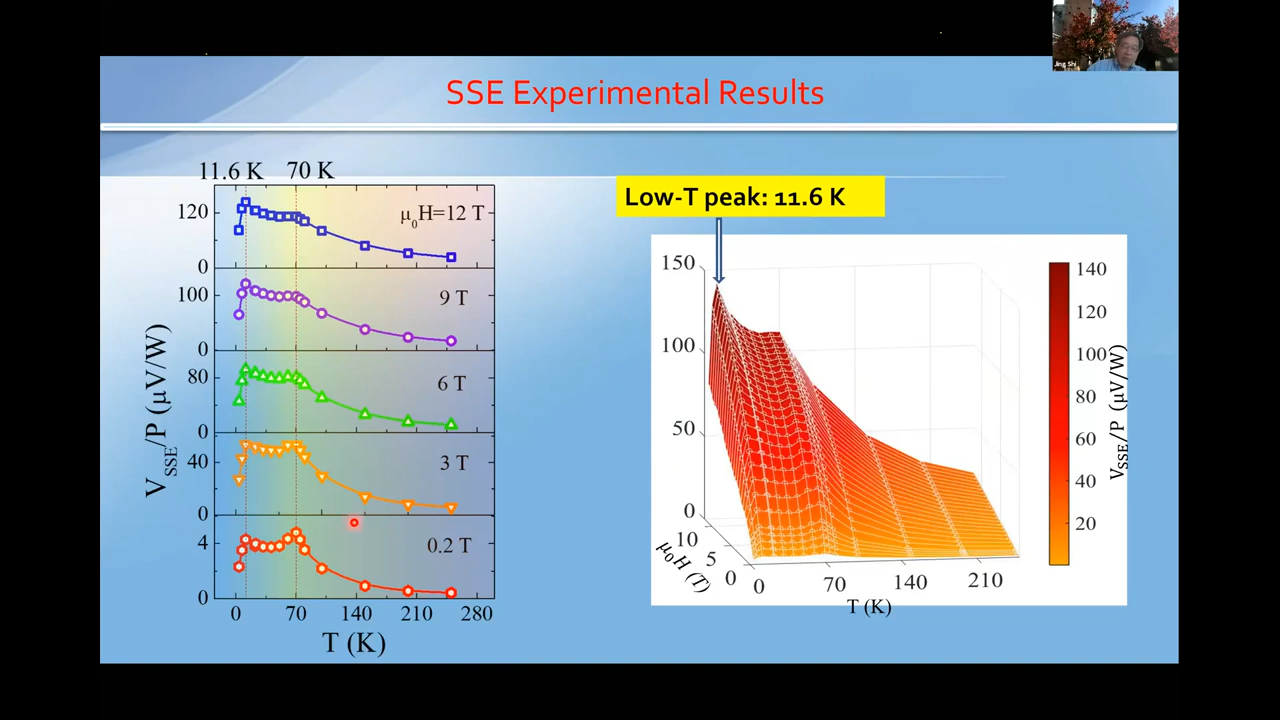 Jing Shi
SSE Experimental Results
11.6 K 70 K
μ0H=12 T
120
0
9 T
100
0
6 T
80
0
3 T
40
0
0.2 T
4
0
VSSE/P (μV/W)
0 70 140 210 280
T (K)
Low-T peak: 11.6 K
150
100
50
0
10
5
0
μ0H (T)
0 70 140 210
T (K)
140
120
100
80
60
40
20
VSSE/P (μV/W)